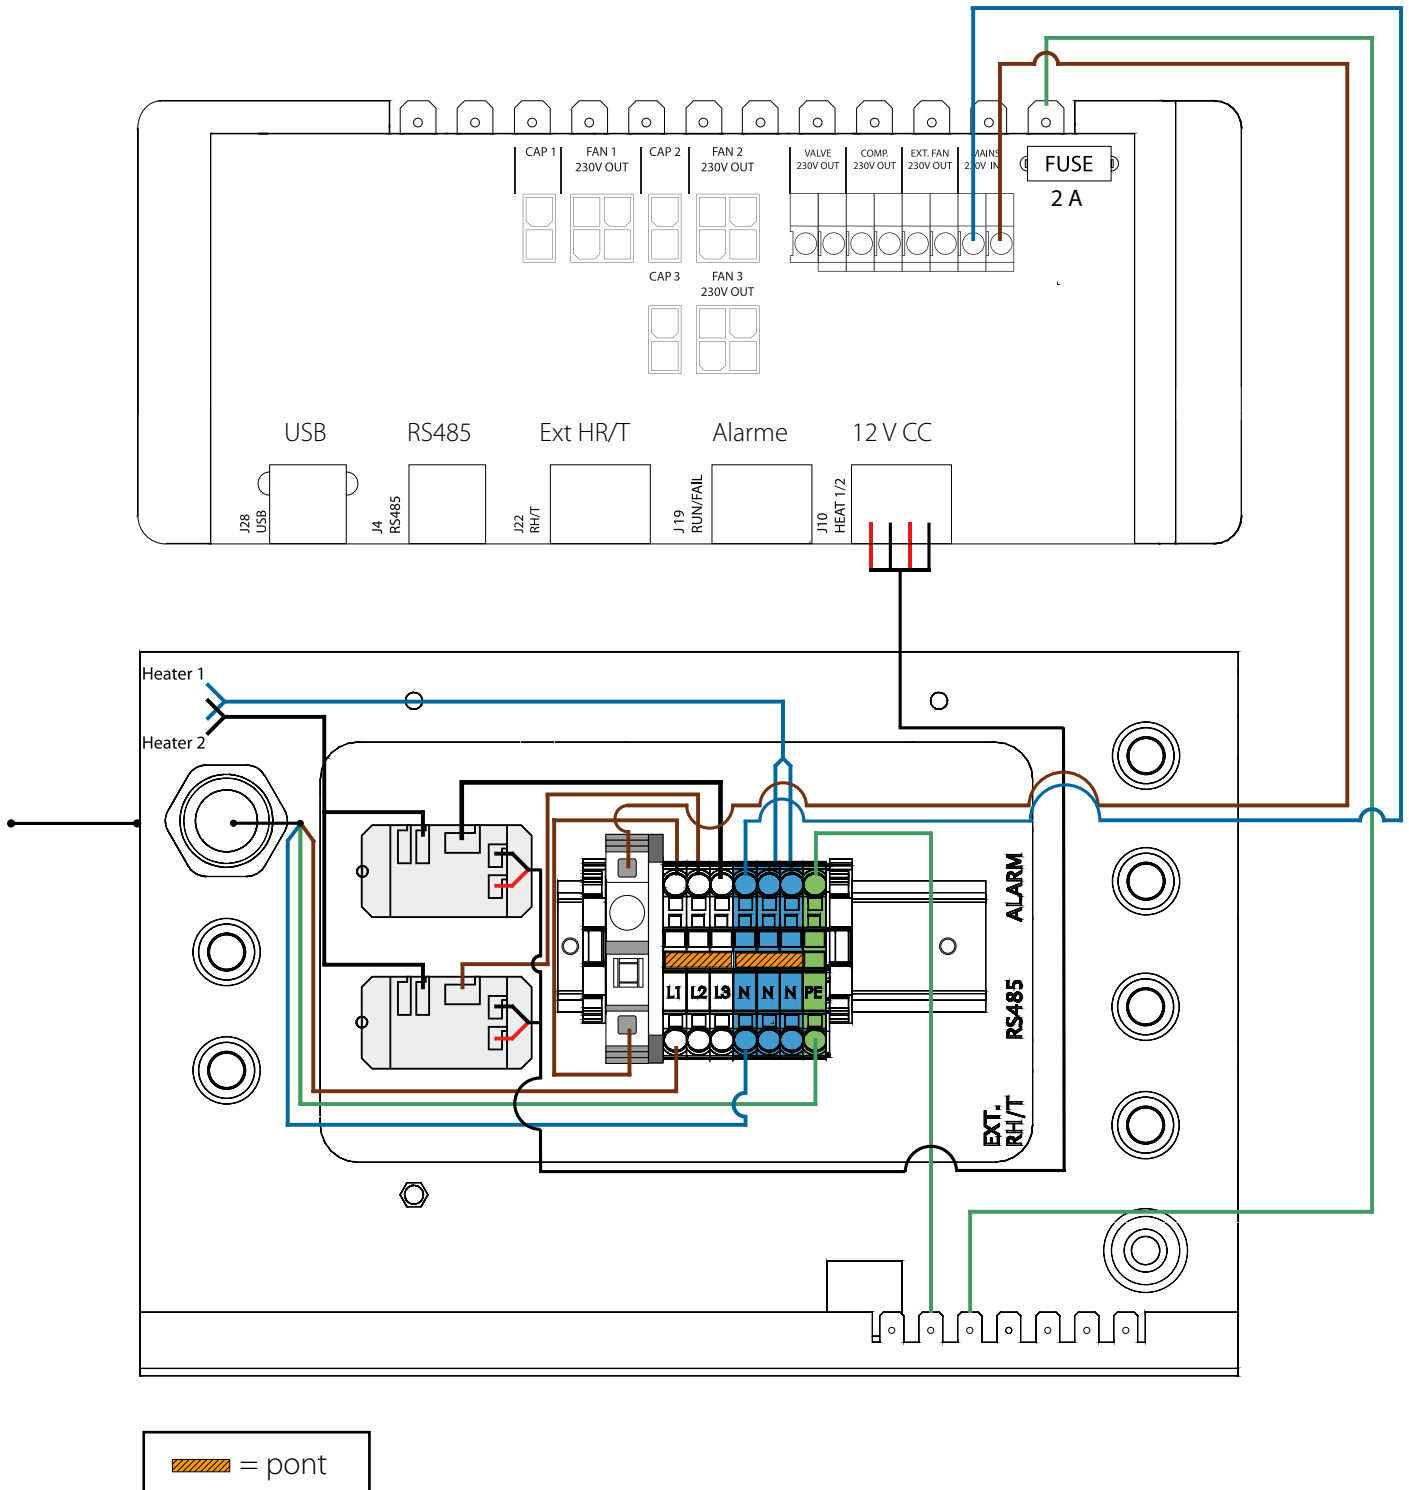 CAP 1
FAN 1
230V OUT
CAP 2
FAN 2
230V OUT
VALVE
230V OUT
COMP.
230V OUT
EXT. FAN
230V OUT
MAINS
230V IN
FUSE
2 A
CAP 3
FAN 3
230V OUT
USB
RS485
Ext HR/T
Alarme
12 V CC
J28
USB
J4
RS485
J22
RH/T
J19
RUN/FAIL
J10
HEAT 1/2
Heater 1
Heater 2
ALARM
L1 L2 L3 N N N PE
RS485
EXT.
RH/T
= pont